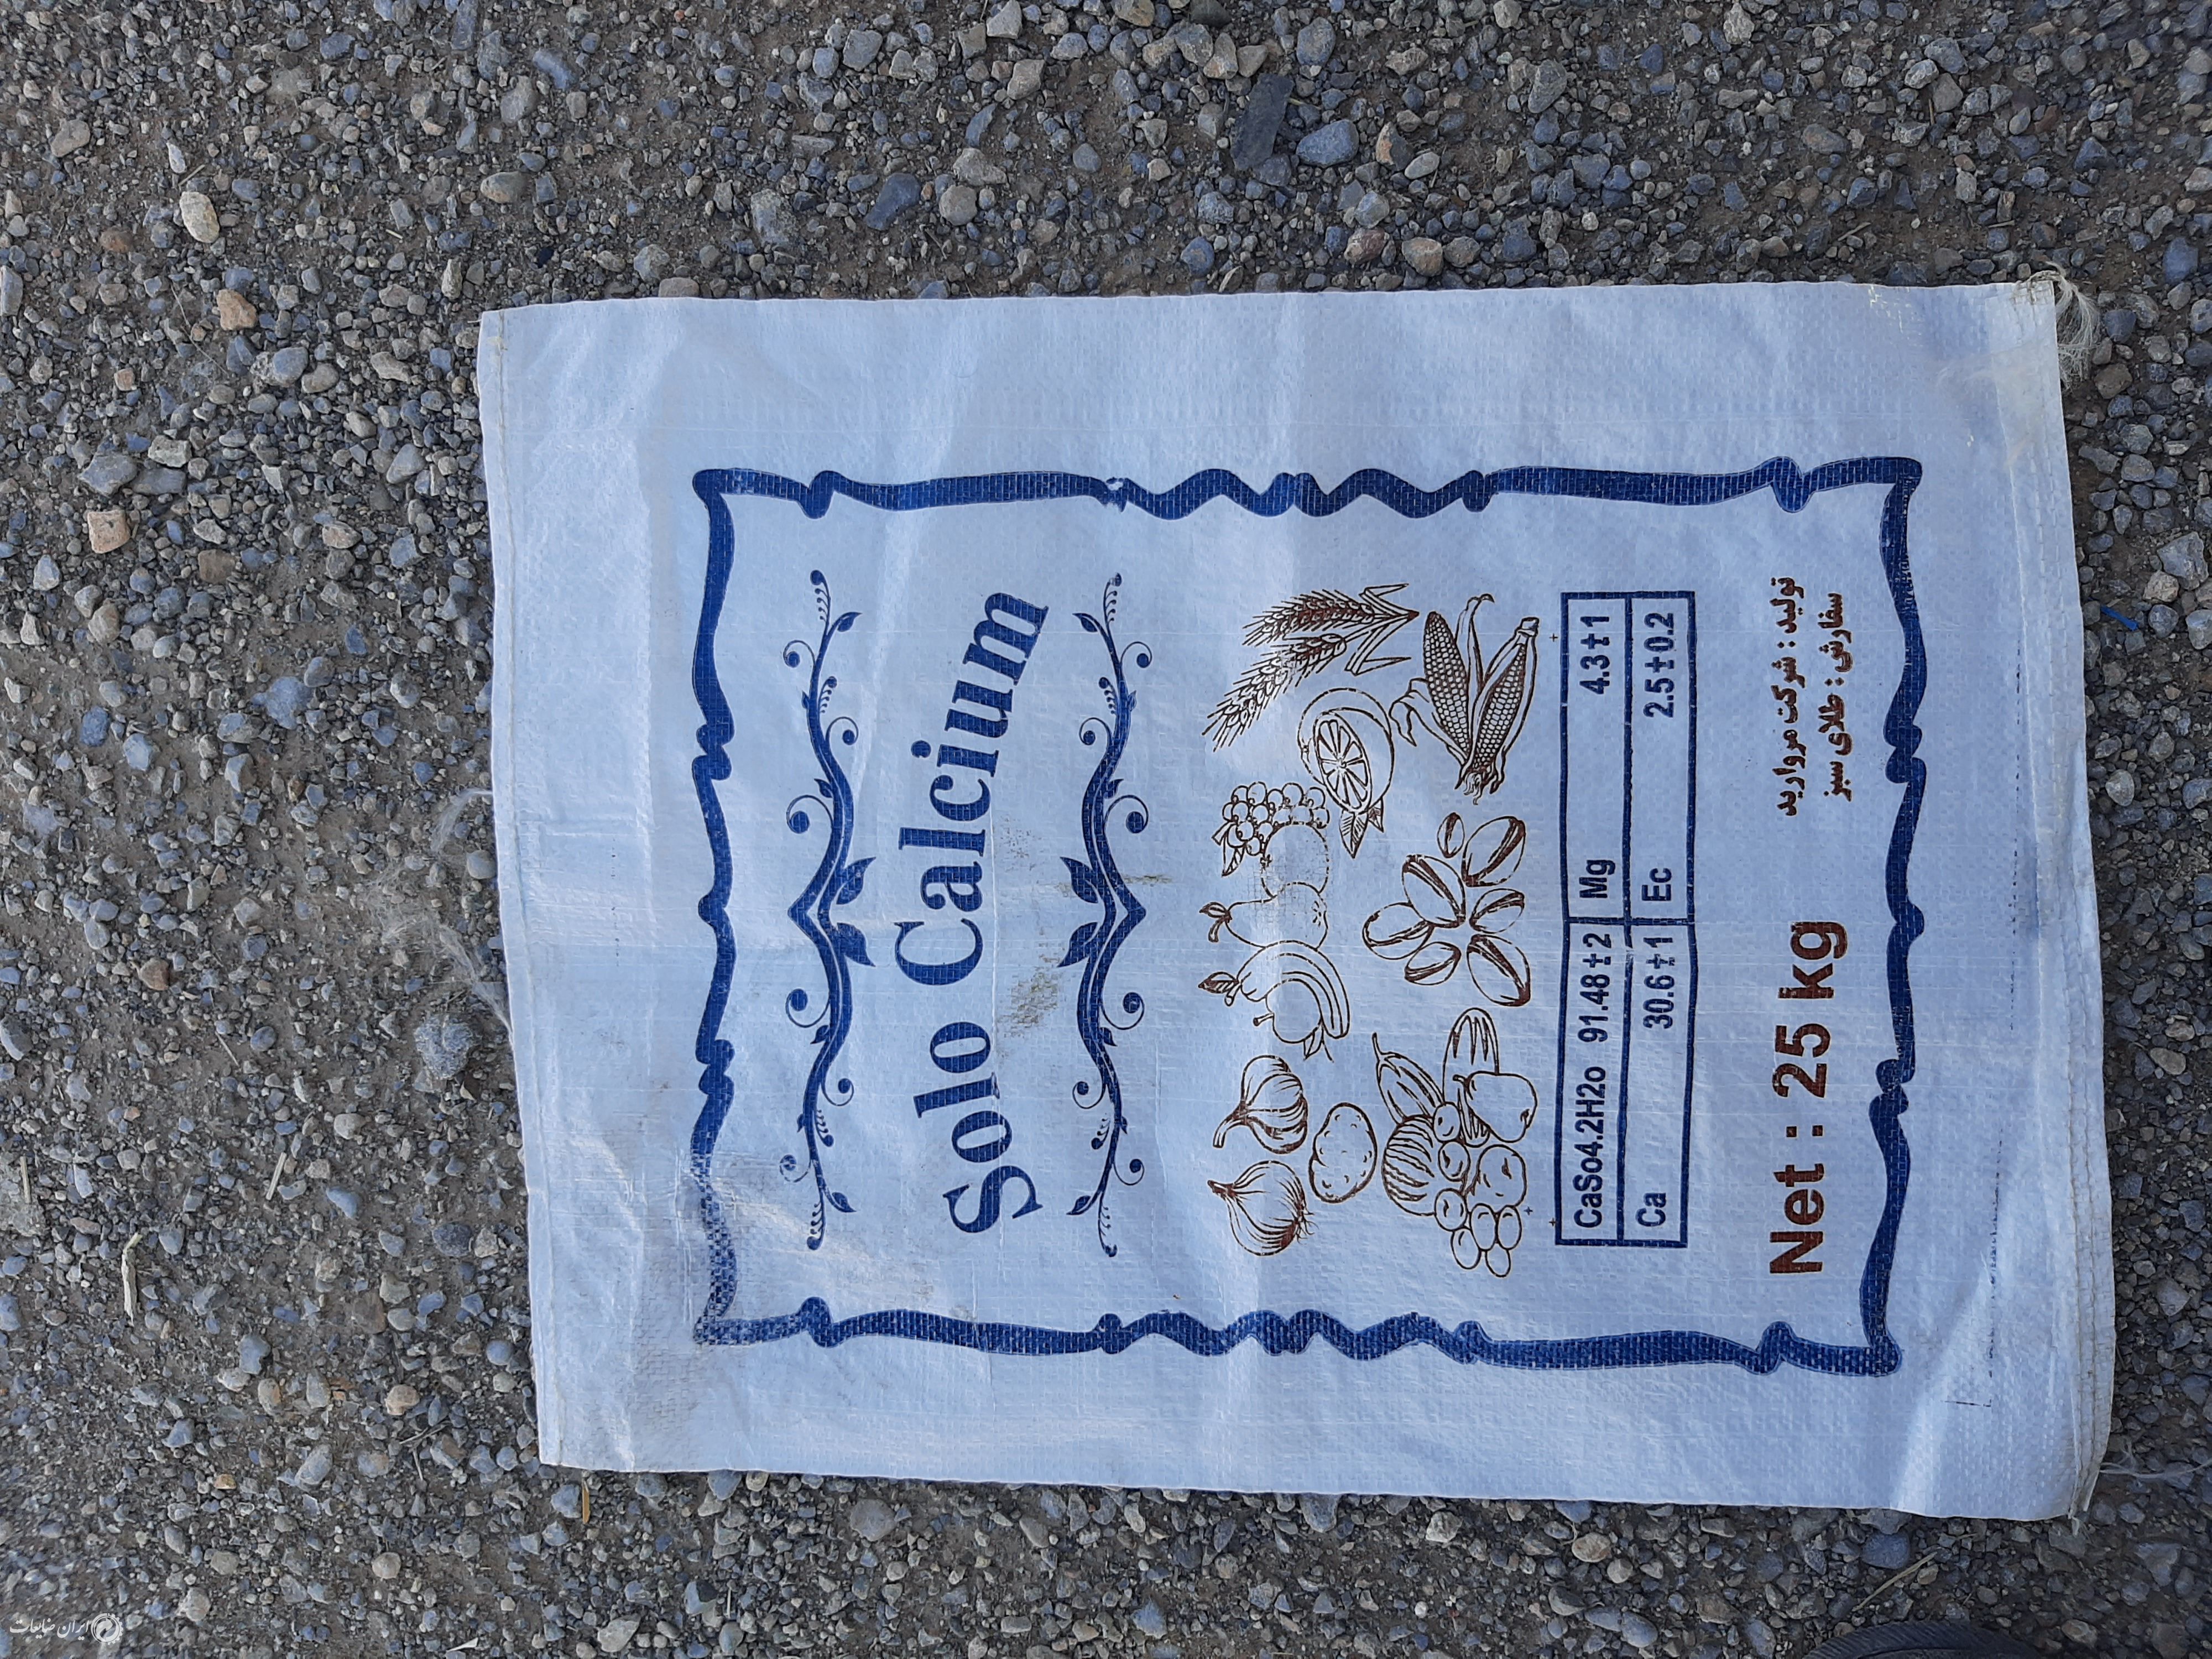 Solo Calcium
CaSo4.2H2o 91.48±2 Mg 4.3±1
Ca 30.6±1 Ec 2.5±0.2
Net : 25 kg
تولید : شرکت مروارید
سفارش : طلای سبز
ایران ضایعات